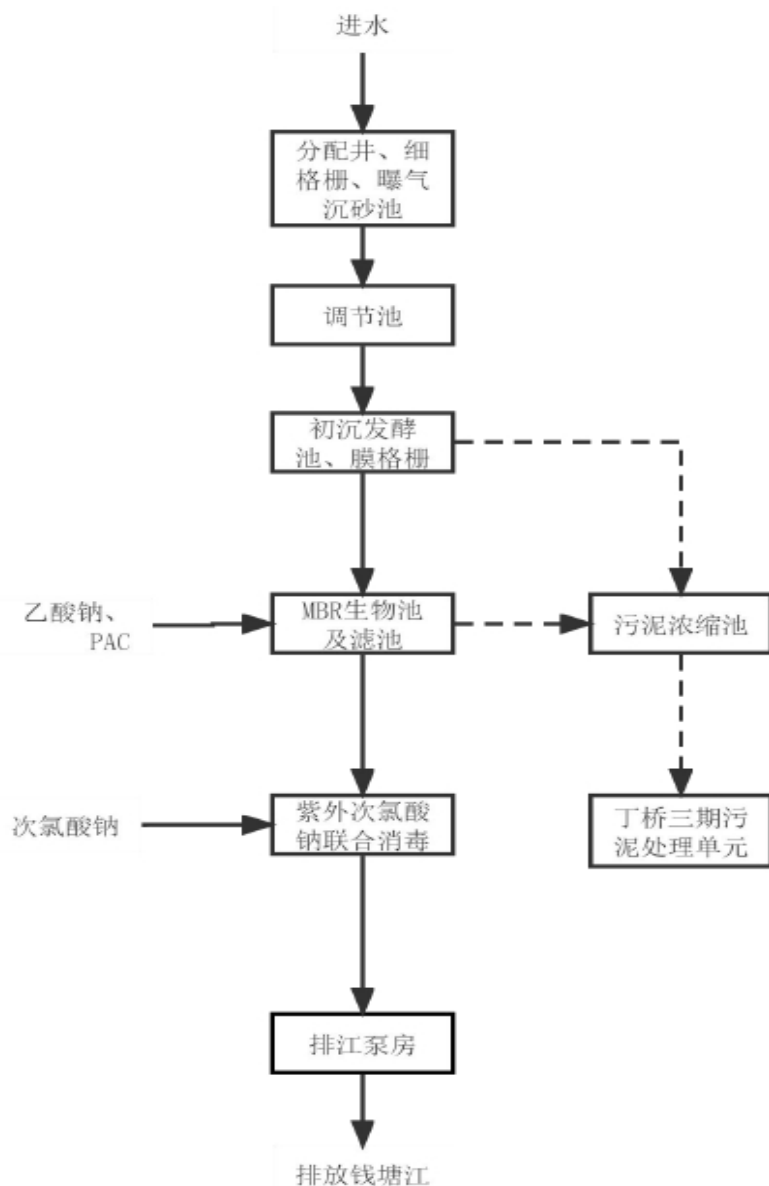 进水
分配井、细
格栅、曝气
沉砂池
调节池
初沉发酵
池、膜格栅
乙酸钠、
PAC
MBR生物池
及滤池
污泥浓缩池
次氯酸钠
紫外次氯酸
钠联合消毒
丁桥三期污
泥处理单元
排江泵房
排放钱塘江